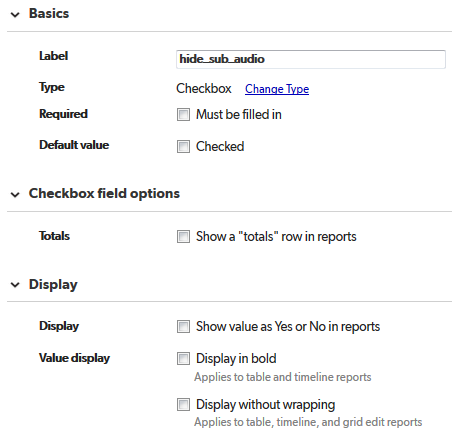 Basics
Label hide_sub_audio
Type Checkbox Change Type
Required Must be filled in
Default value Checked
Checkbox field options
Totals Show a "totals" row in reports
Display
Display Show value as Yes or No in reports
Value display Display in bold
Applies to table and timeline reports
Display without wrapping
Applies to table, timeline, and grid edit reports